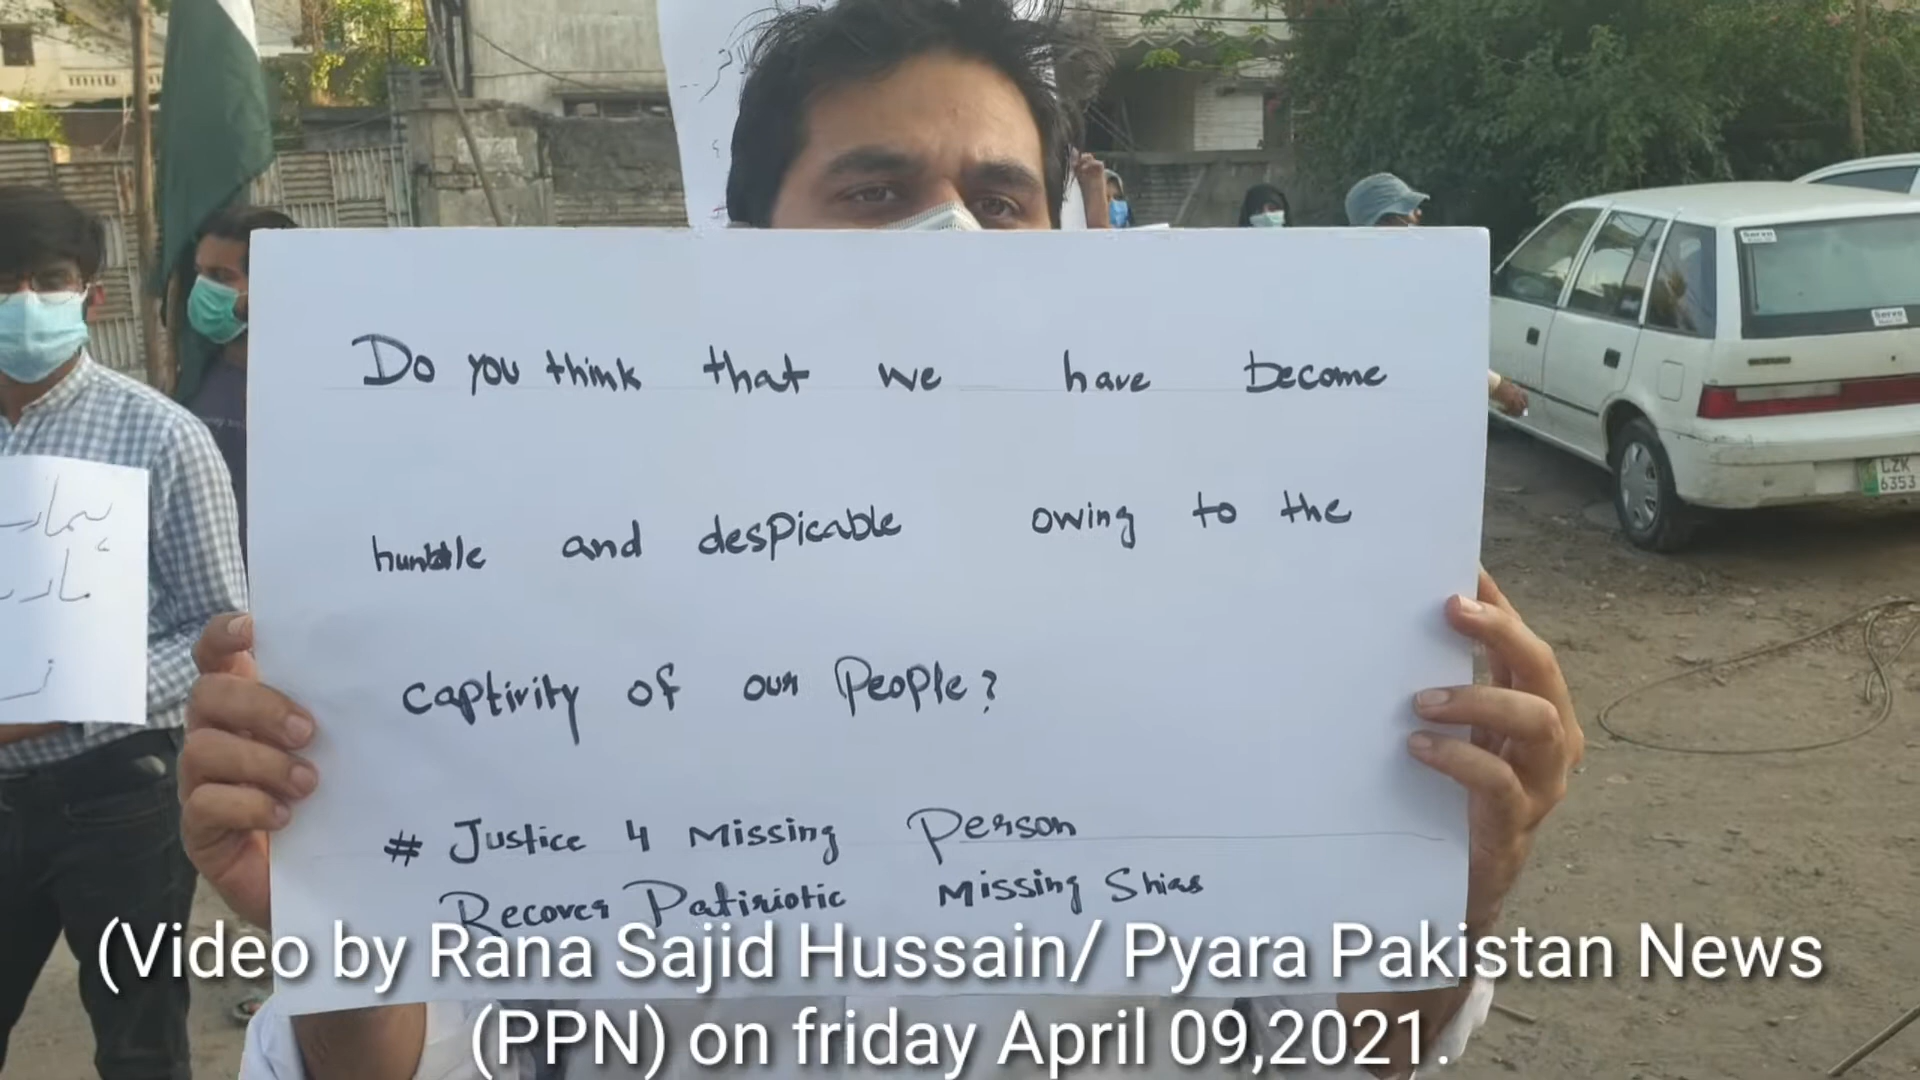 Do you think that we have become
humble and despicable owing to the
captivity of our People?
# Justice 4 Missing Person
Recover Patiriotic Missing Shias
(Video by Rana Sajid Hussain/ Pyara Pakistan News
(PPN) on friday April 09,2021.
LZK
6353